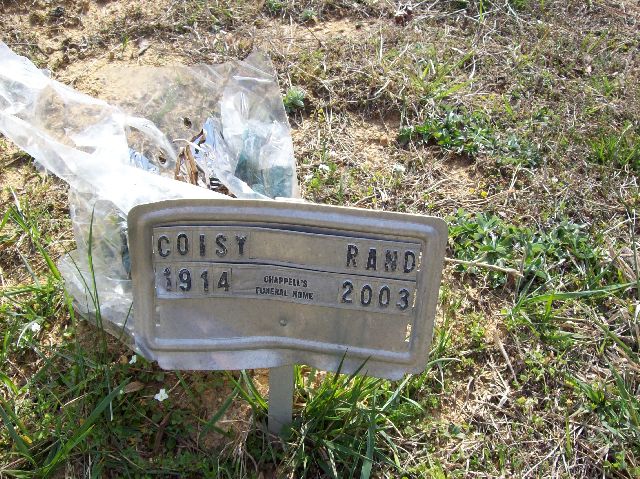 COISY RAND
1914 CHAPPELL'S FUNERAL HOME 2003